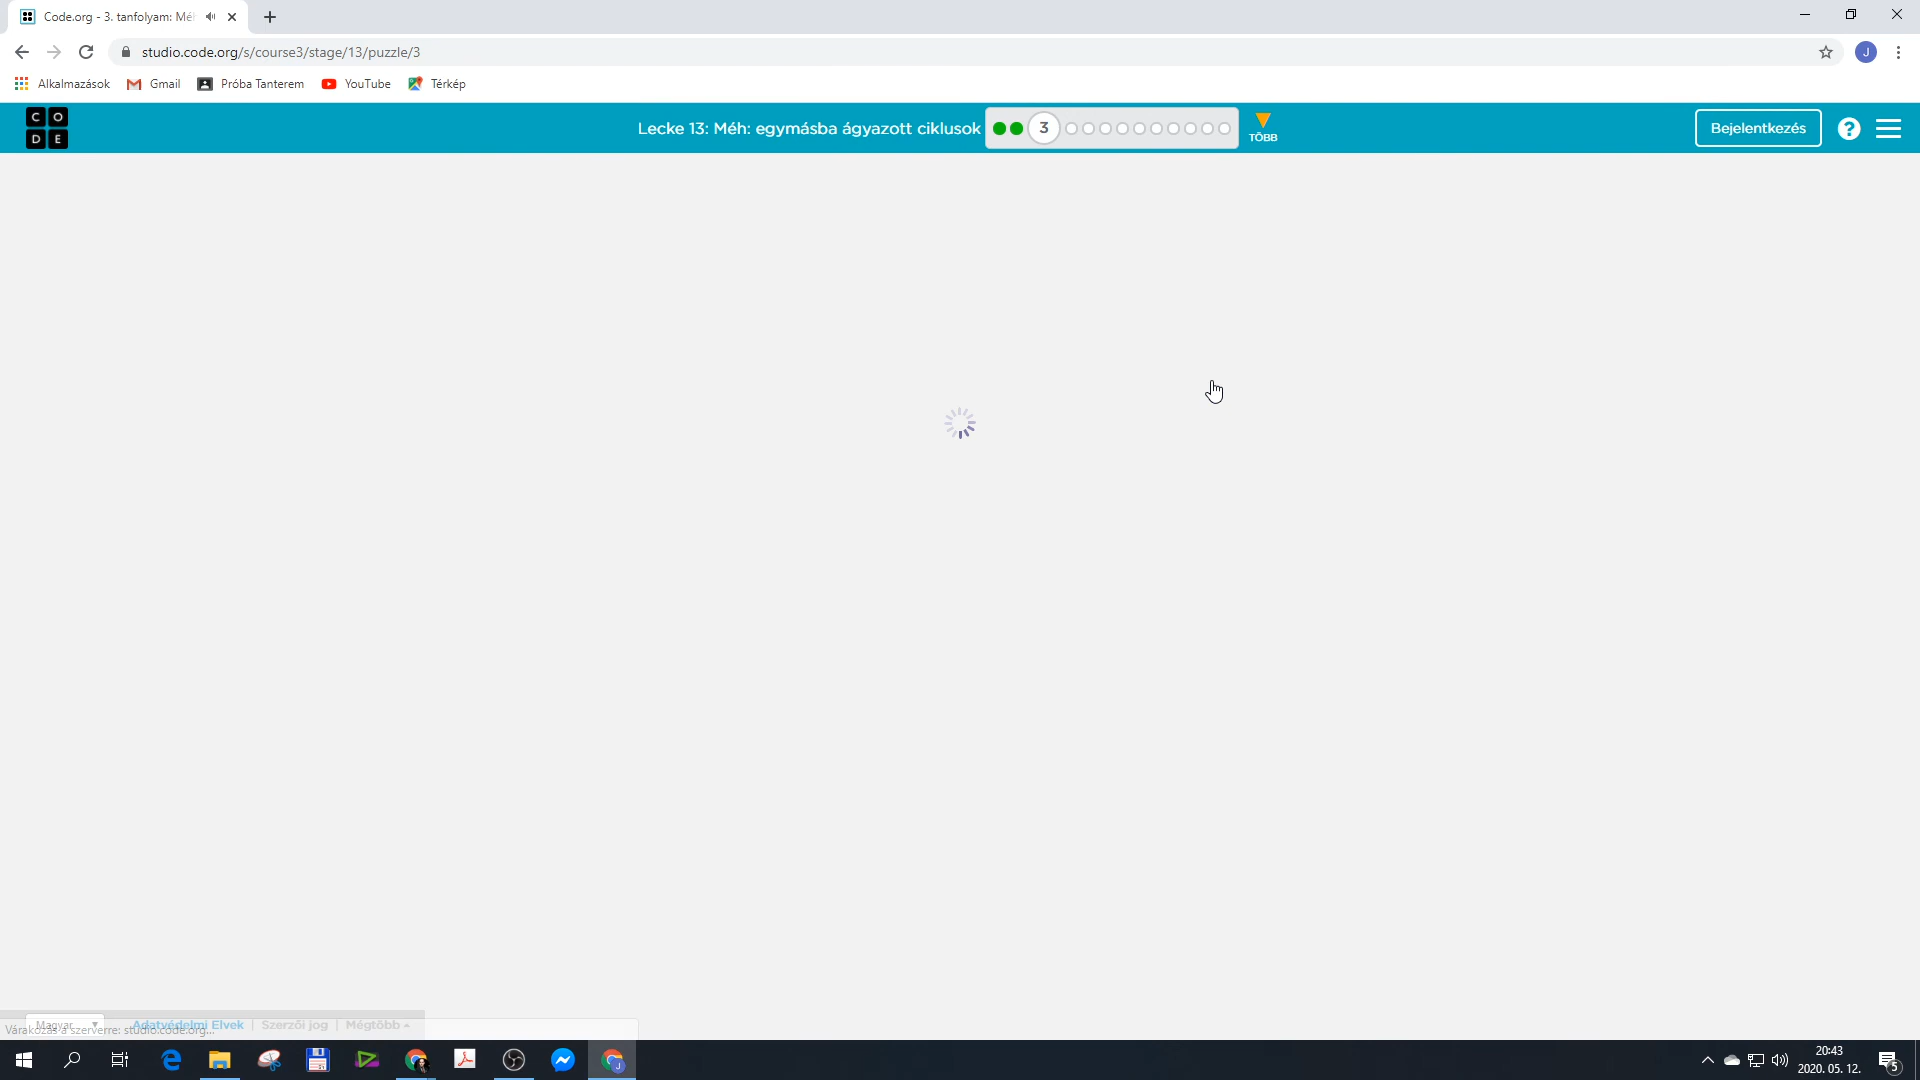 Code.org - 3. tanfolyam: Méh
studio.code.org/s/course3/stage/13/puzzle/3
J
Alkalmazások
Gmail
Próba Tanterem
YouTube
Térkép
C O
D E
Lecke 13: Méh: egymásba ágyazott ciklusok
3
TÖBB
Bejelentkezés
?
Magyar
Adatvédelmi Elvek | Szerzői jog | Mégtöbb
Várakozás a szerverre: studio.code.org...
20:43
2020. 05. 12.
5